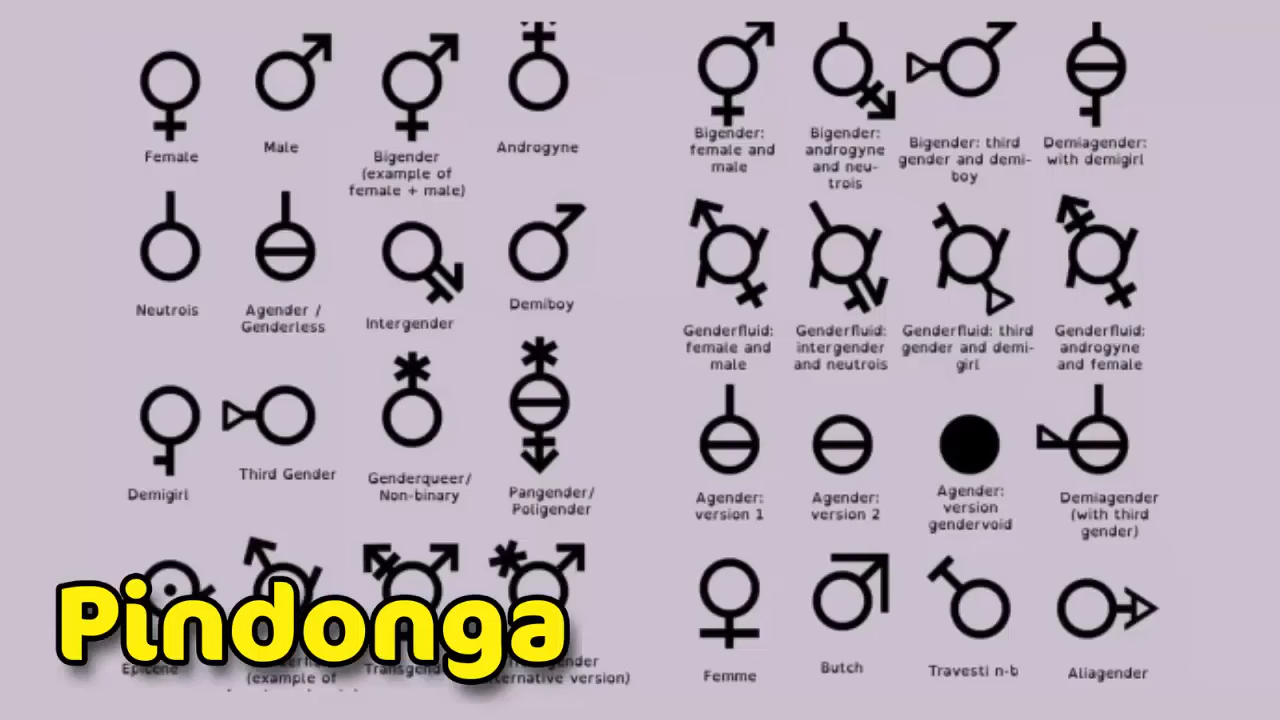 Female
Male
Bigender
(example of
female + male)
Androgyne
Bigender:
female and
male
Bigender:
androgyne
and neu-
trois
Bigender: third
gender and demi-
boy
Demiagender:
with demigirl
Neutrois
Agender /
Genderless
Intergender
Demiboy
Genderfluid:
female and
male
Genderfluid:
intergender
and neutrois
Genderfluid: third
gender and demi-
girl
Genderfluid:
androgyne
and female
Demigirl
Third Gender
Genderqueer/
Non-binary
Pangender/
Poligender
Agender:
version 1
Agender:
version 2
Agender:
version
gendervoid
Demiagender
(with third
gender)
Pindonga
(example of
version)
Femme
Butch
Travesti n-b
Aliagender